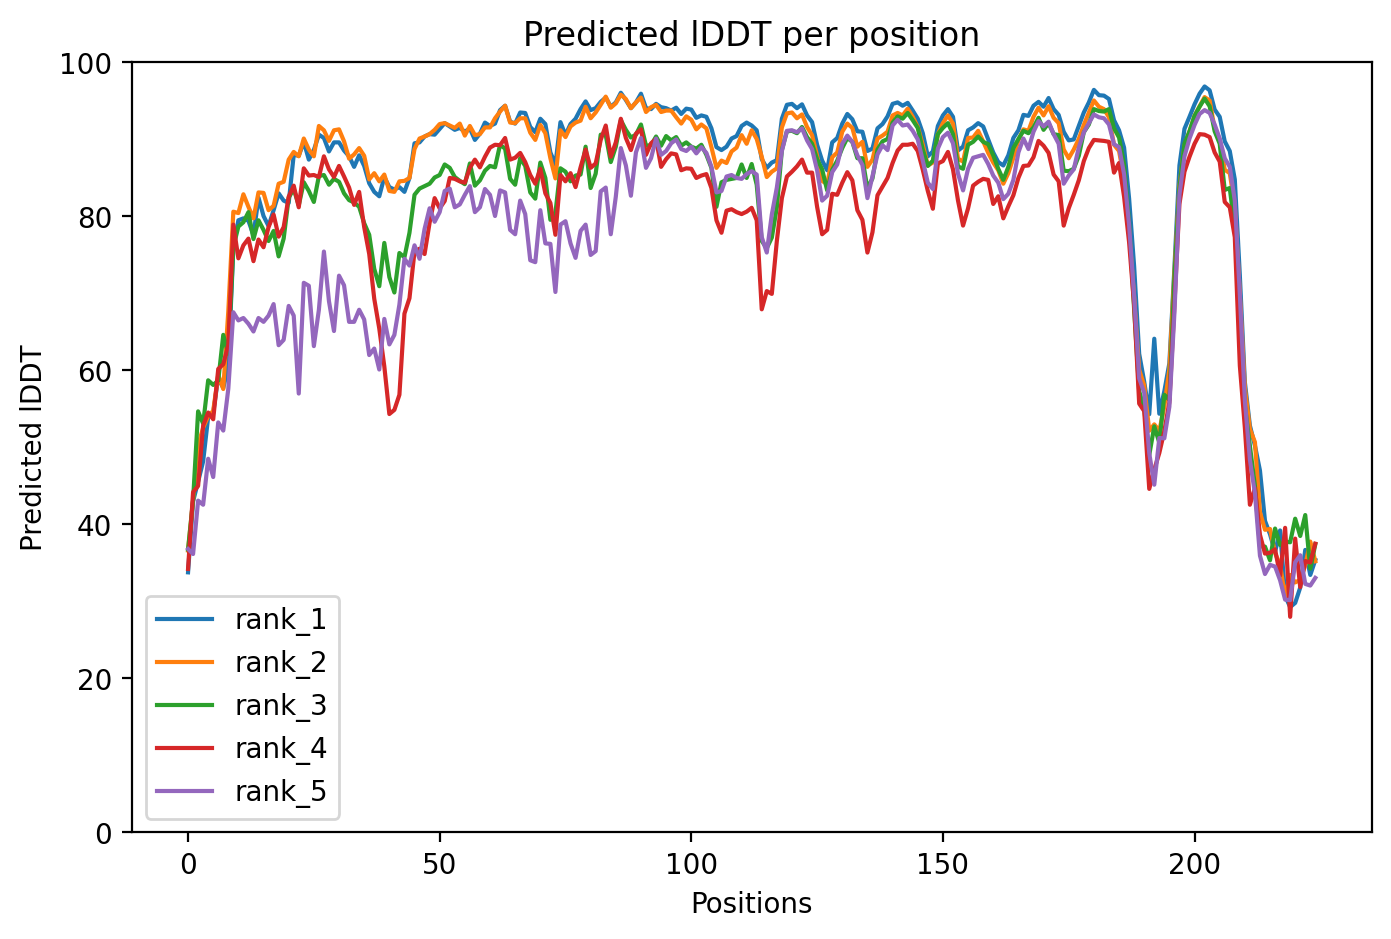 Predicted lDDT per position
100
80
60
40
20
0
Predicted lDDT
rank_1
rank_2
rank_3
rank_4
rank_5
0
50
100
150
200
Positions